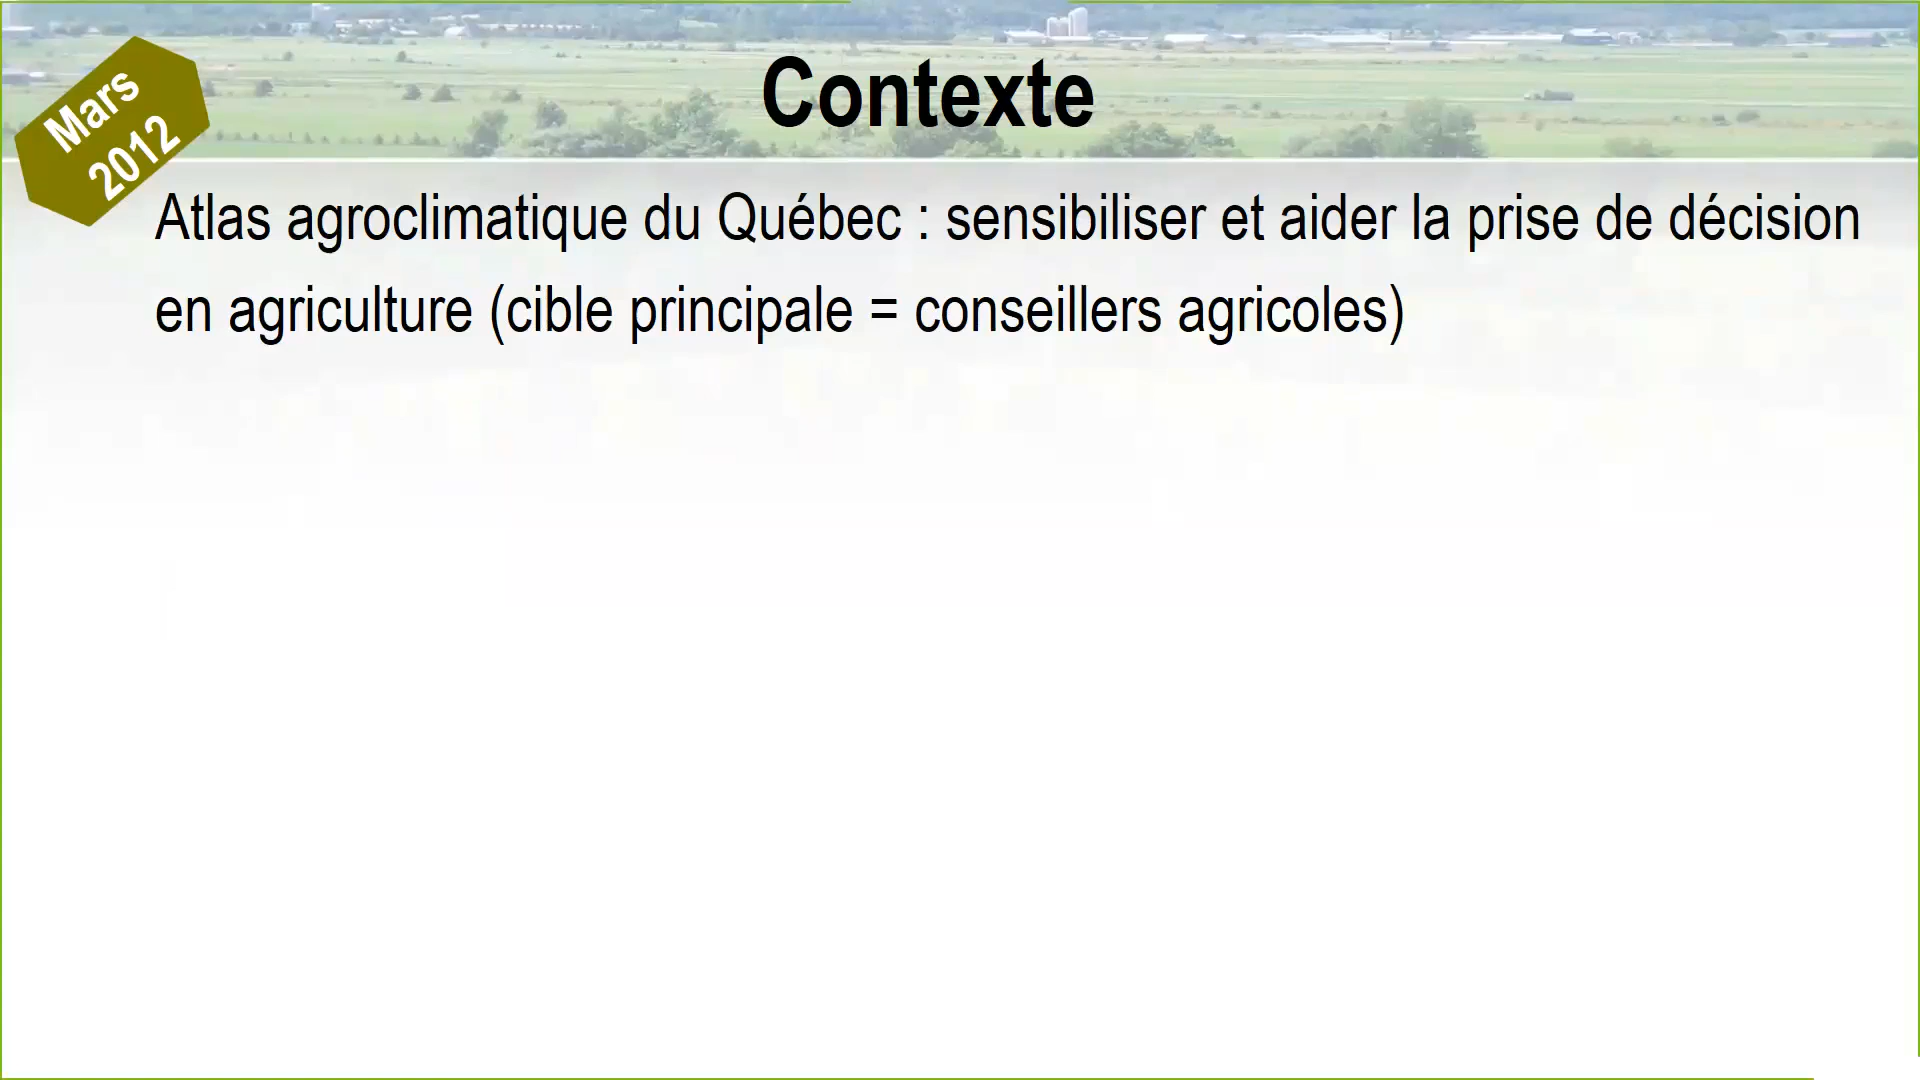 Contexte
Mars
2012
Atlas agroclimatique du Québec : sensibiliser et aider la prise de décision
en agriculture (cible principale = conseillers agricoles)